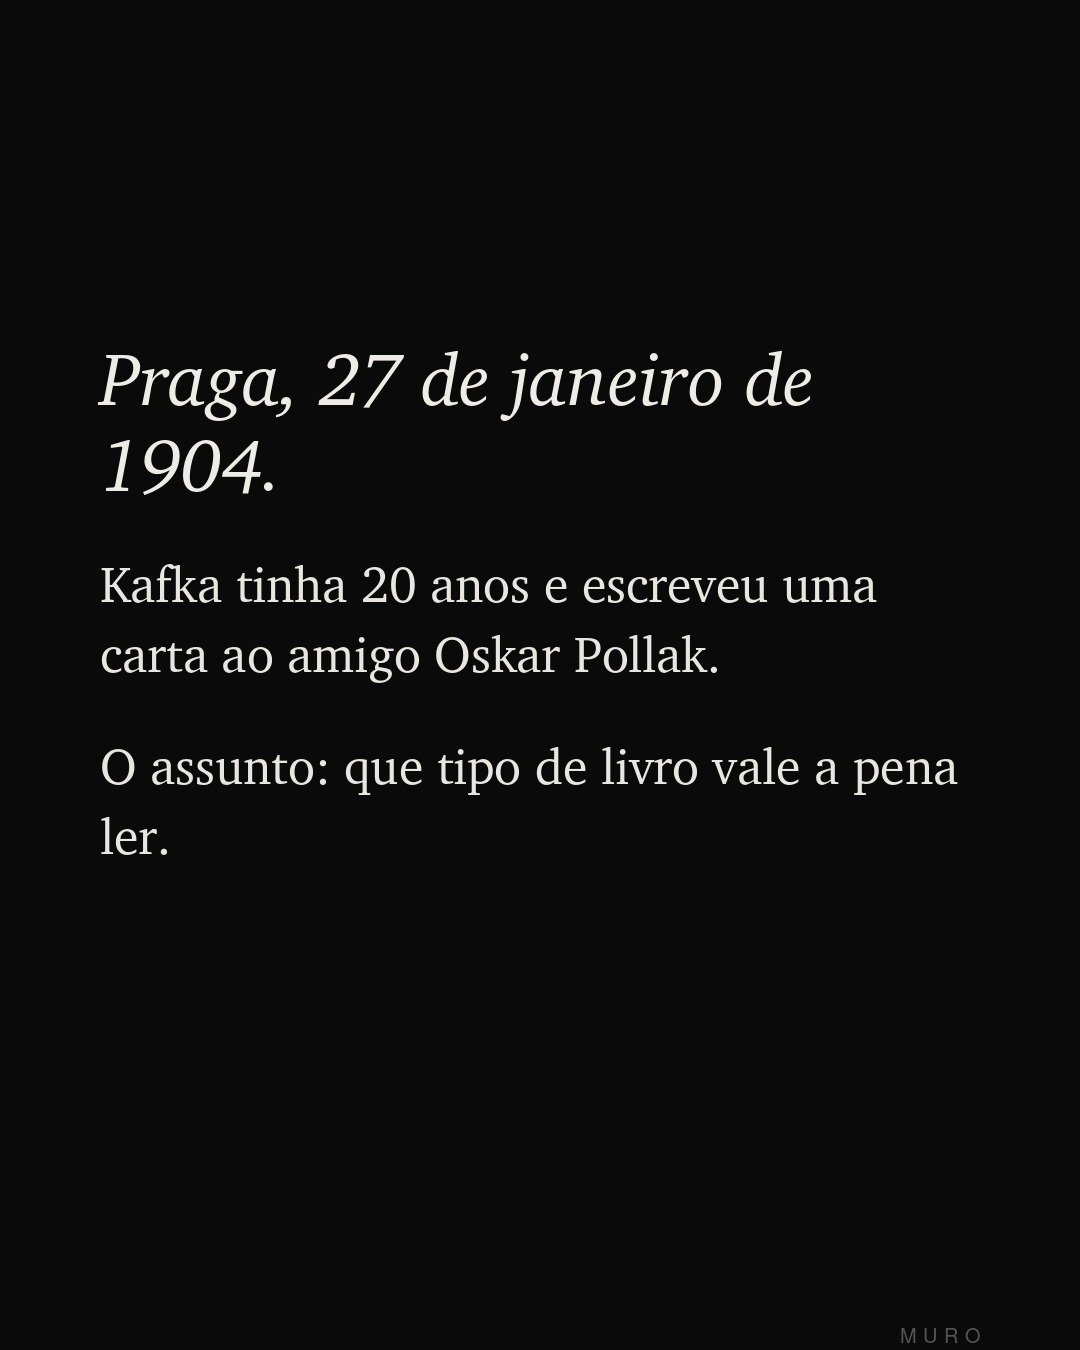 Praga, 27 de janeiro de
1904.
Kafka tinha 20 anos e escreveu uma
carta ao amigo Oskar Pollak.
O assunto: que tipo de livro vale a pena
ler.
MURO